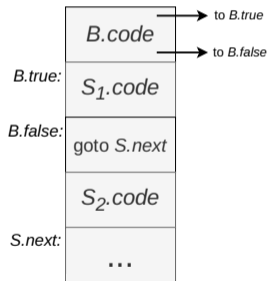 B.code
to B.true
to B.false
B.true:
S1.code
B.false:
goto S.next
S2.code
S.next:
...